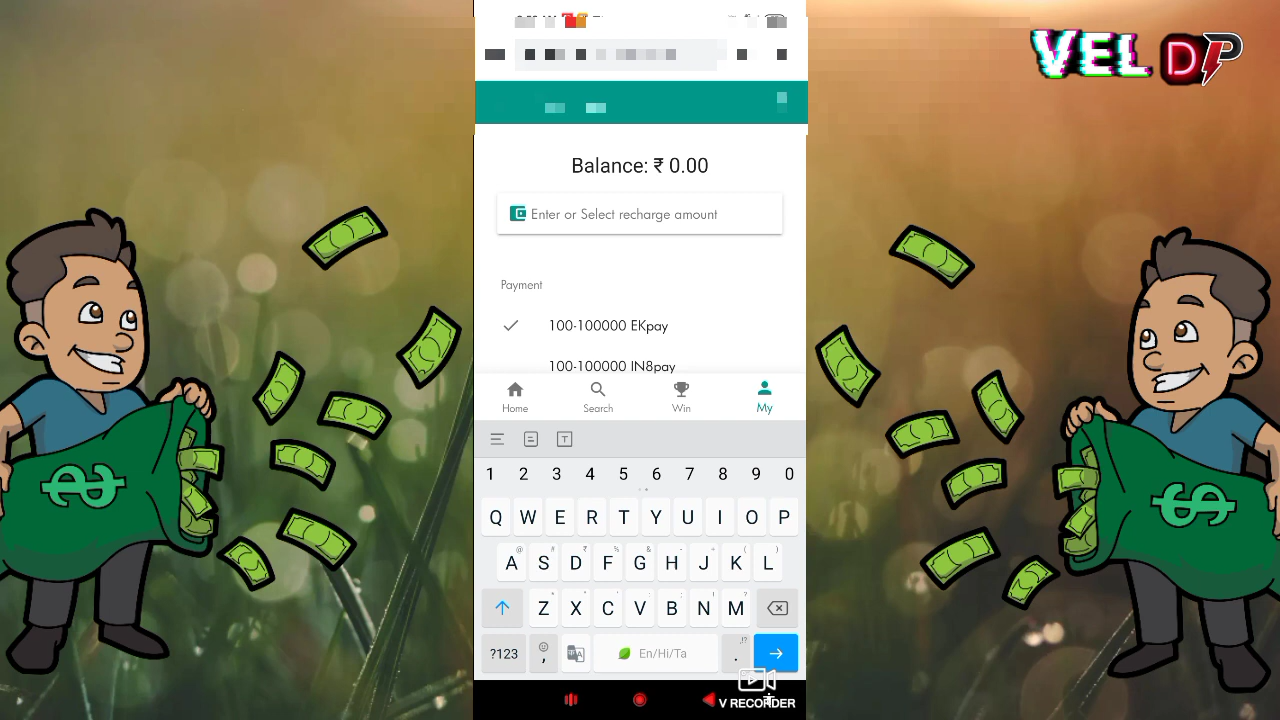 VEL DP
Balance: ₹ 0.00
Enter or Select recharge amount
Payment
100-100000 EKpay
100-100000 IN8pay
Home Search Win My
1 2 3 4 5 6 7 8 9 0
Q W E R T Y U I O P
@ # ₹ % & - + ( )
A S D F G H J K L
Z X C V B N M
?123 , En/Hi/Ta .
V RECORDER
$